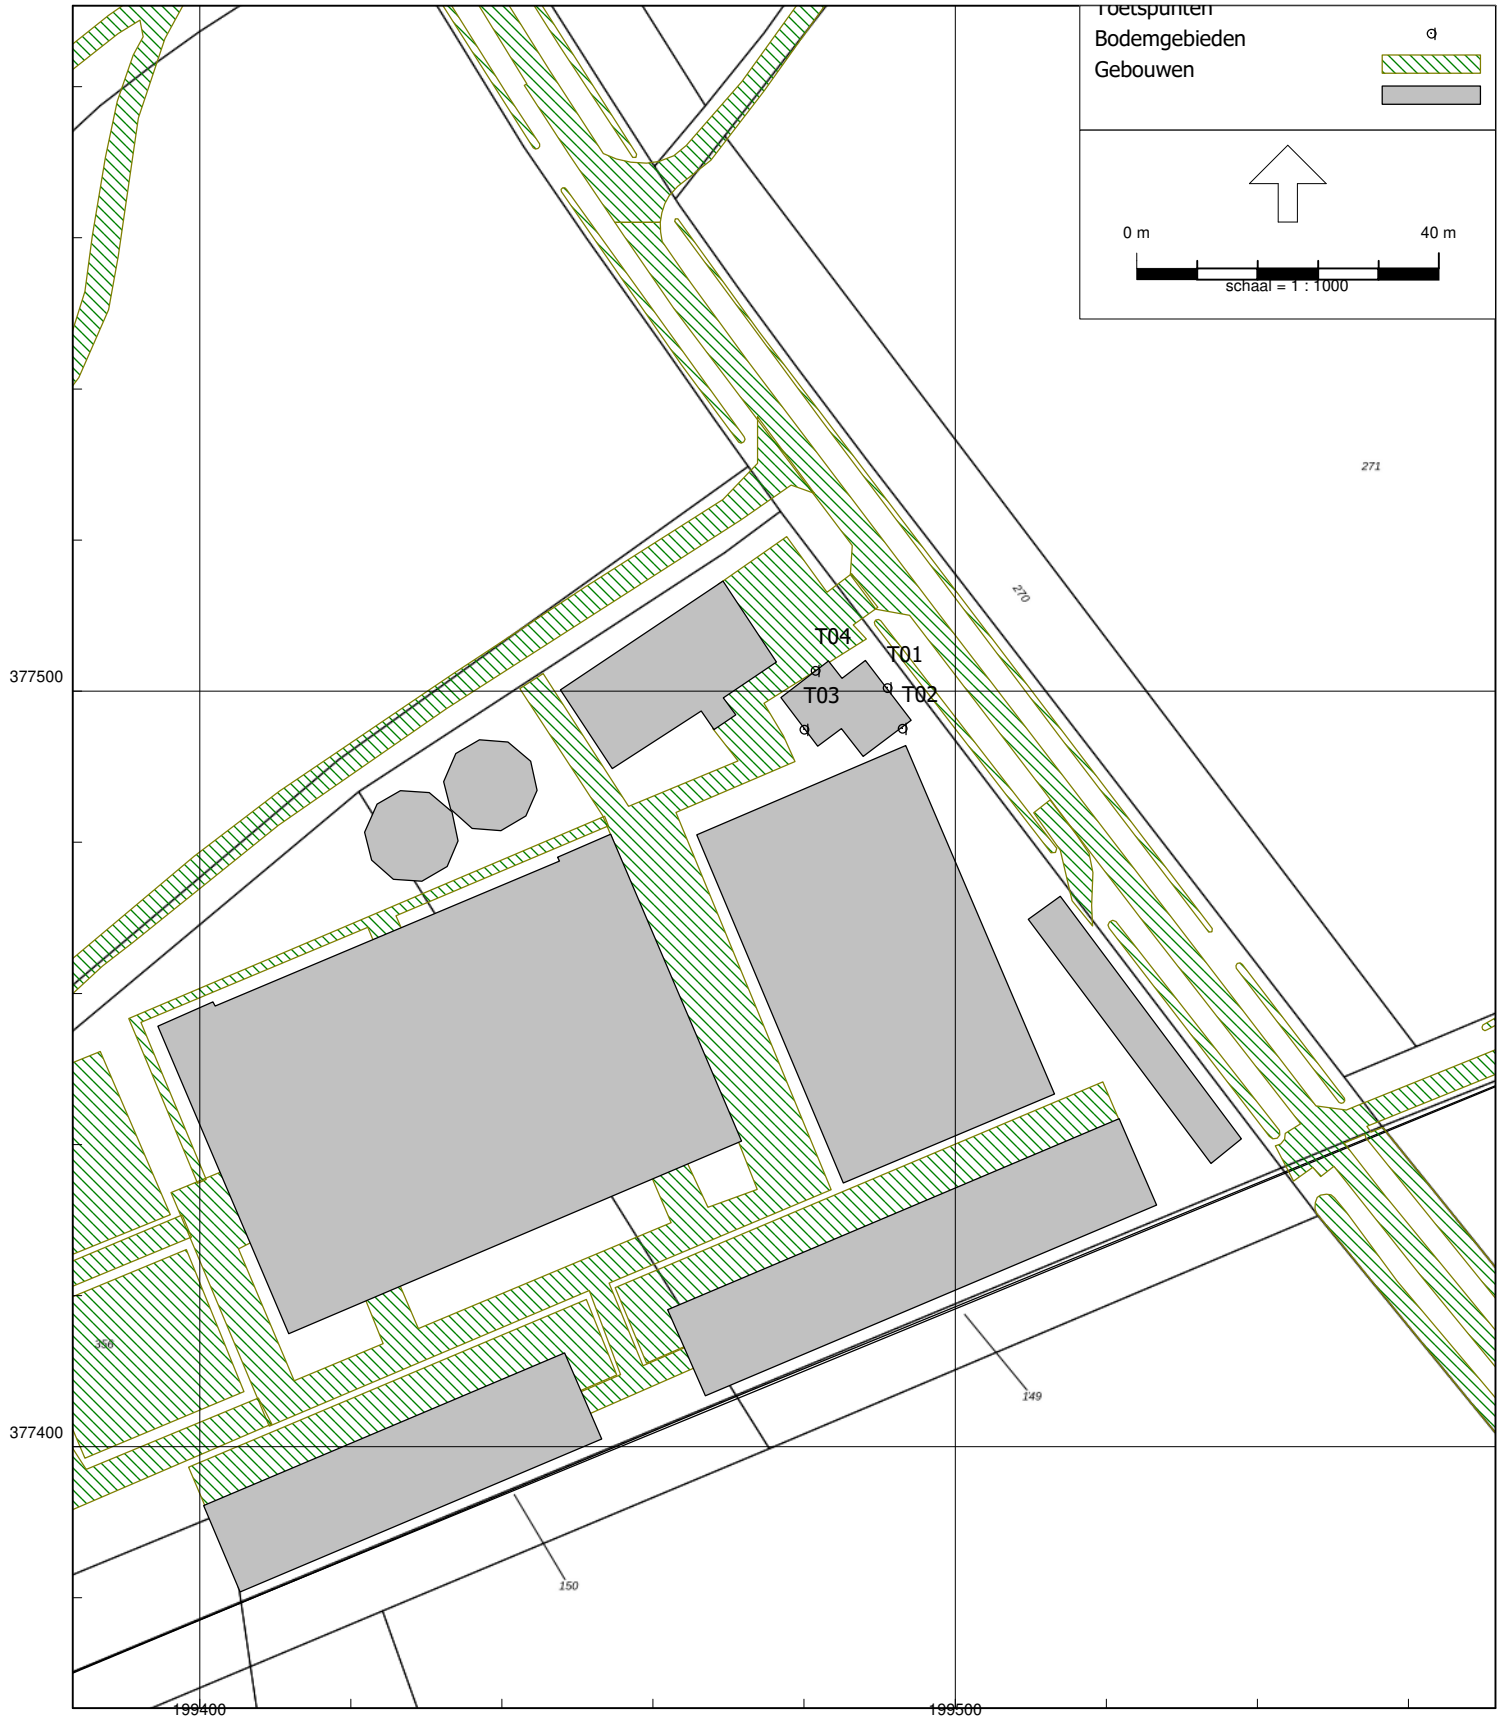 Toetspunten
Bodemgebieden
Gebouwen
0 m 40 m
schaal = 1 : 1000
271
270
T04
T01
T03
T02
377500
356
149
377400
150
199400 199500